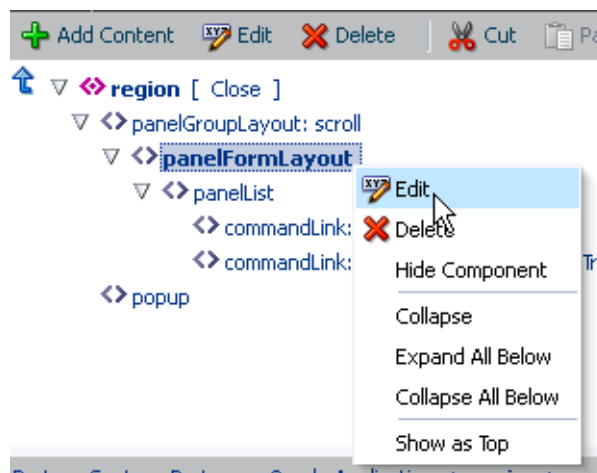 Add Content Edit Delete Cut
region [ Close ]
panelGroupLayout: scroll
panelFormLayout
panelList
commandLink:
commandLink:
popup
Edit
Delete
Hide Component
Collapse
Expand All Below
Collapse All Below
Show as Top